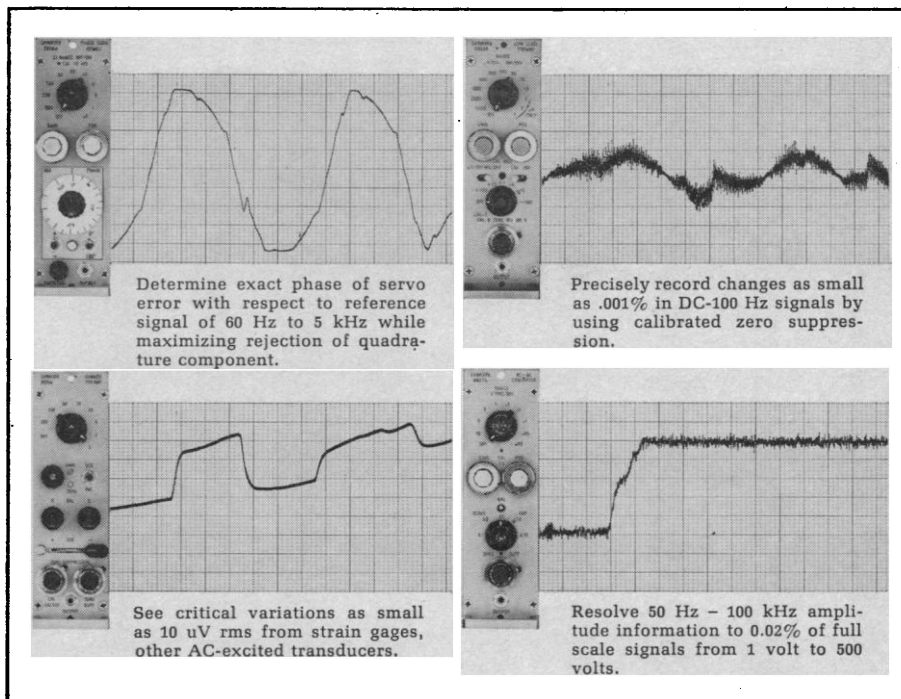 Determine exact phase of servo
error with respect to reference
signal of 60 Hz to 5 kHz while
maximizing rejection of quadra-
ture component.
Precisely record changes as small
as .001% in DC-100 Hz signals by
using calibrated zero suppres-
sion.
See critical variations as small
as 10 uV rms from strain gages,
other AC-excited transducers.
Resolve 50 Hz – 100 kHz ampli-
tude information to 0.02% of full
scale signals from 1 volt to 500
volts.